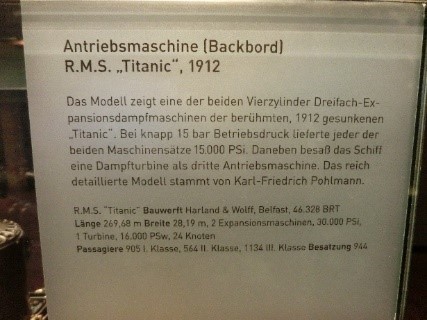 Antriebsmaschine (Backbord)
R.M.S. „Titanic“, 1912
Das Modell zeigt eine der beiden Vierzylinder Dreifach-Ex-
pansionsdampfmaschinen der berühmten, 1912 gesunkenen
„Titanic“. Bei knapp 15 bar Betriebsdruck lieferte jeder der
beiden Maschinensätze 15.000 PSi. Daneben besaß das Schiff
eine Dampfturbine als dritte Antriebsmaschine. Das reich
detaillierte Modell stammt von Karl-Friedrich Pohlmann.
R.M.S. "Titanic" Bauwerft Harland & Wolff, Belfast, 46.328 BRT
Länge 269,68 m Breite 28,19 m, 2 Expansionsmaschinen, 30.000 PSi,
1 Turbine, 16.000 PSw, 24 Knoten
Passagiere 905 I. Klasse, 564 II. Klasse, 1134 III. Klasse Besatzung 944